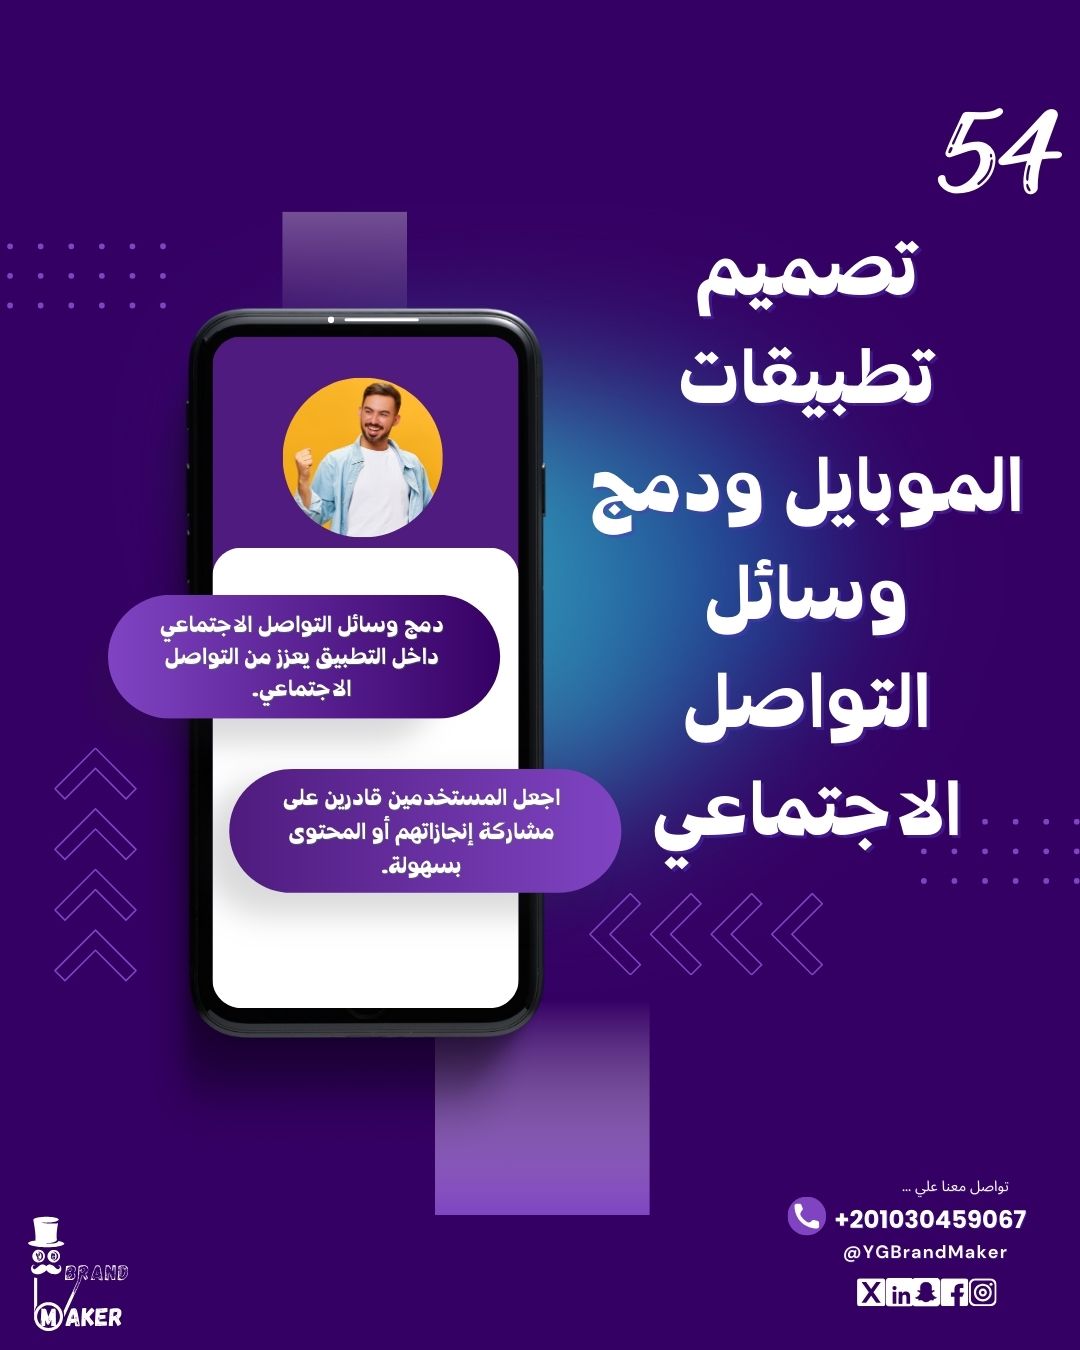 54
تصميم
تطبيقات
الموبايل ودمج
وسائل
التواصل
الاجتماعي
دمج وسائل التواصل الاجتماعي
داخل التطبيق يعزز من التواصل
الاجتماعي.
اجعل المستخدمين قادرين على
مشاركة إنجازاتهم أو المحتوى
بسهولة.
تواصل معنا علي ...
+201030459067
@YGBrandMaker
BRAND
MAKER